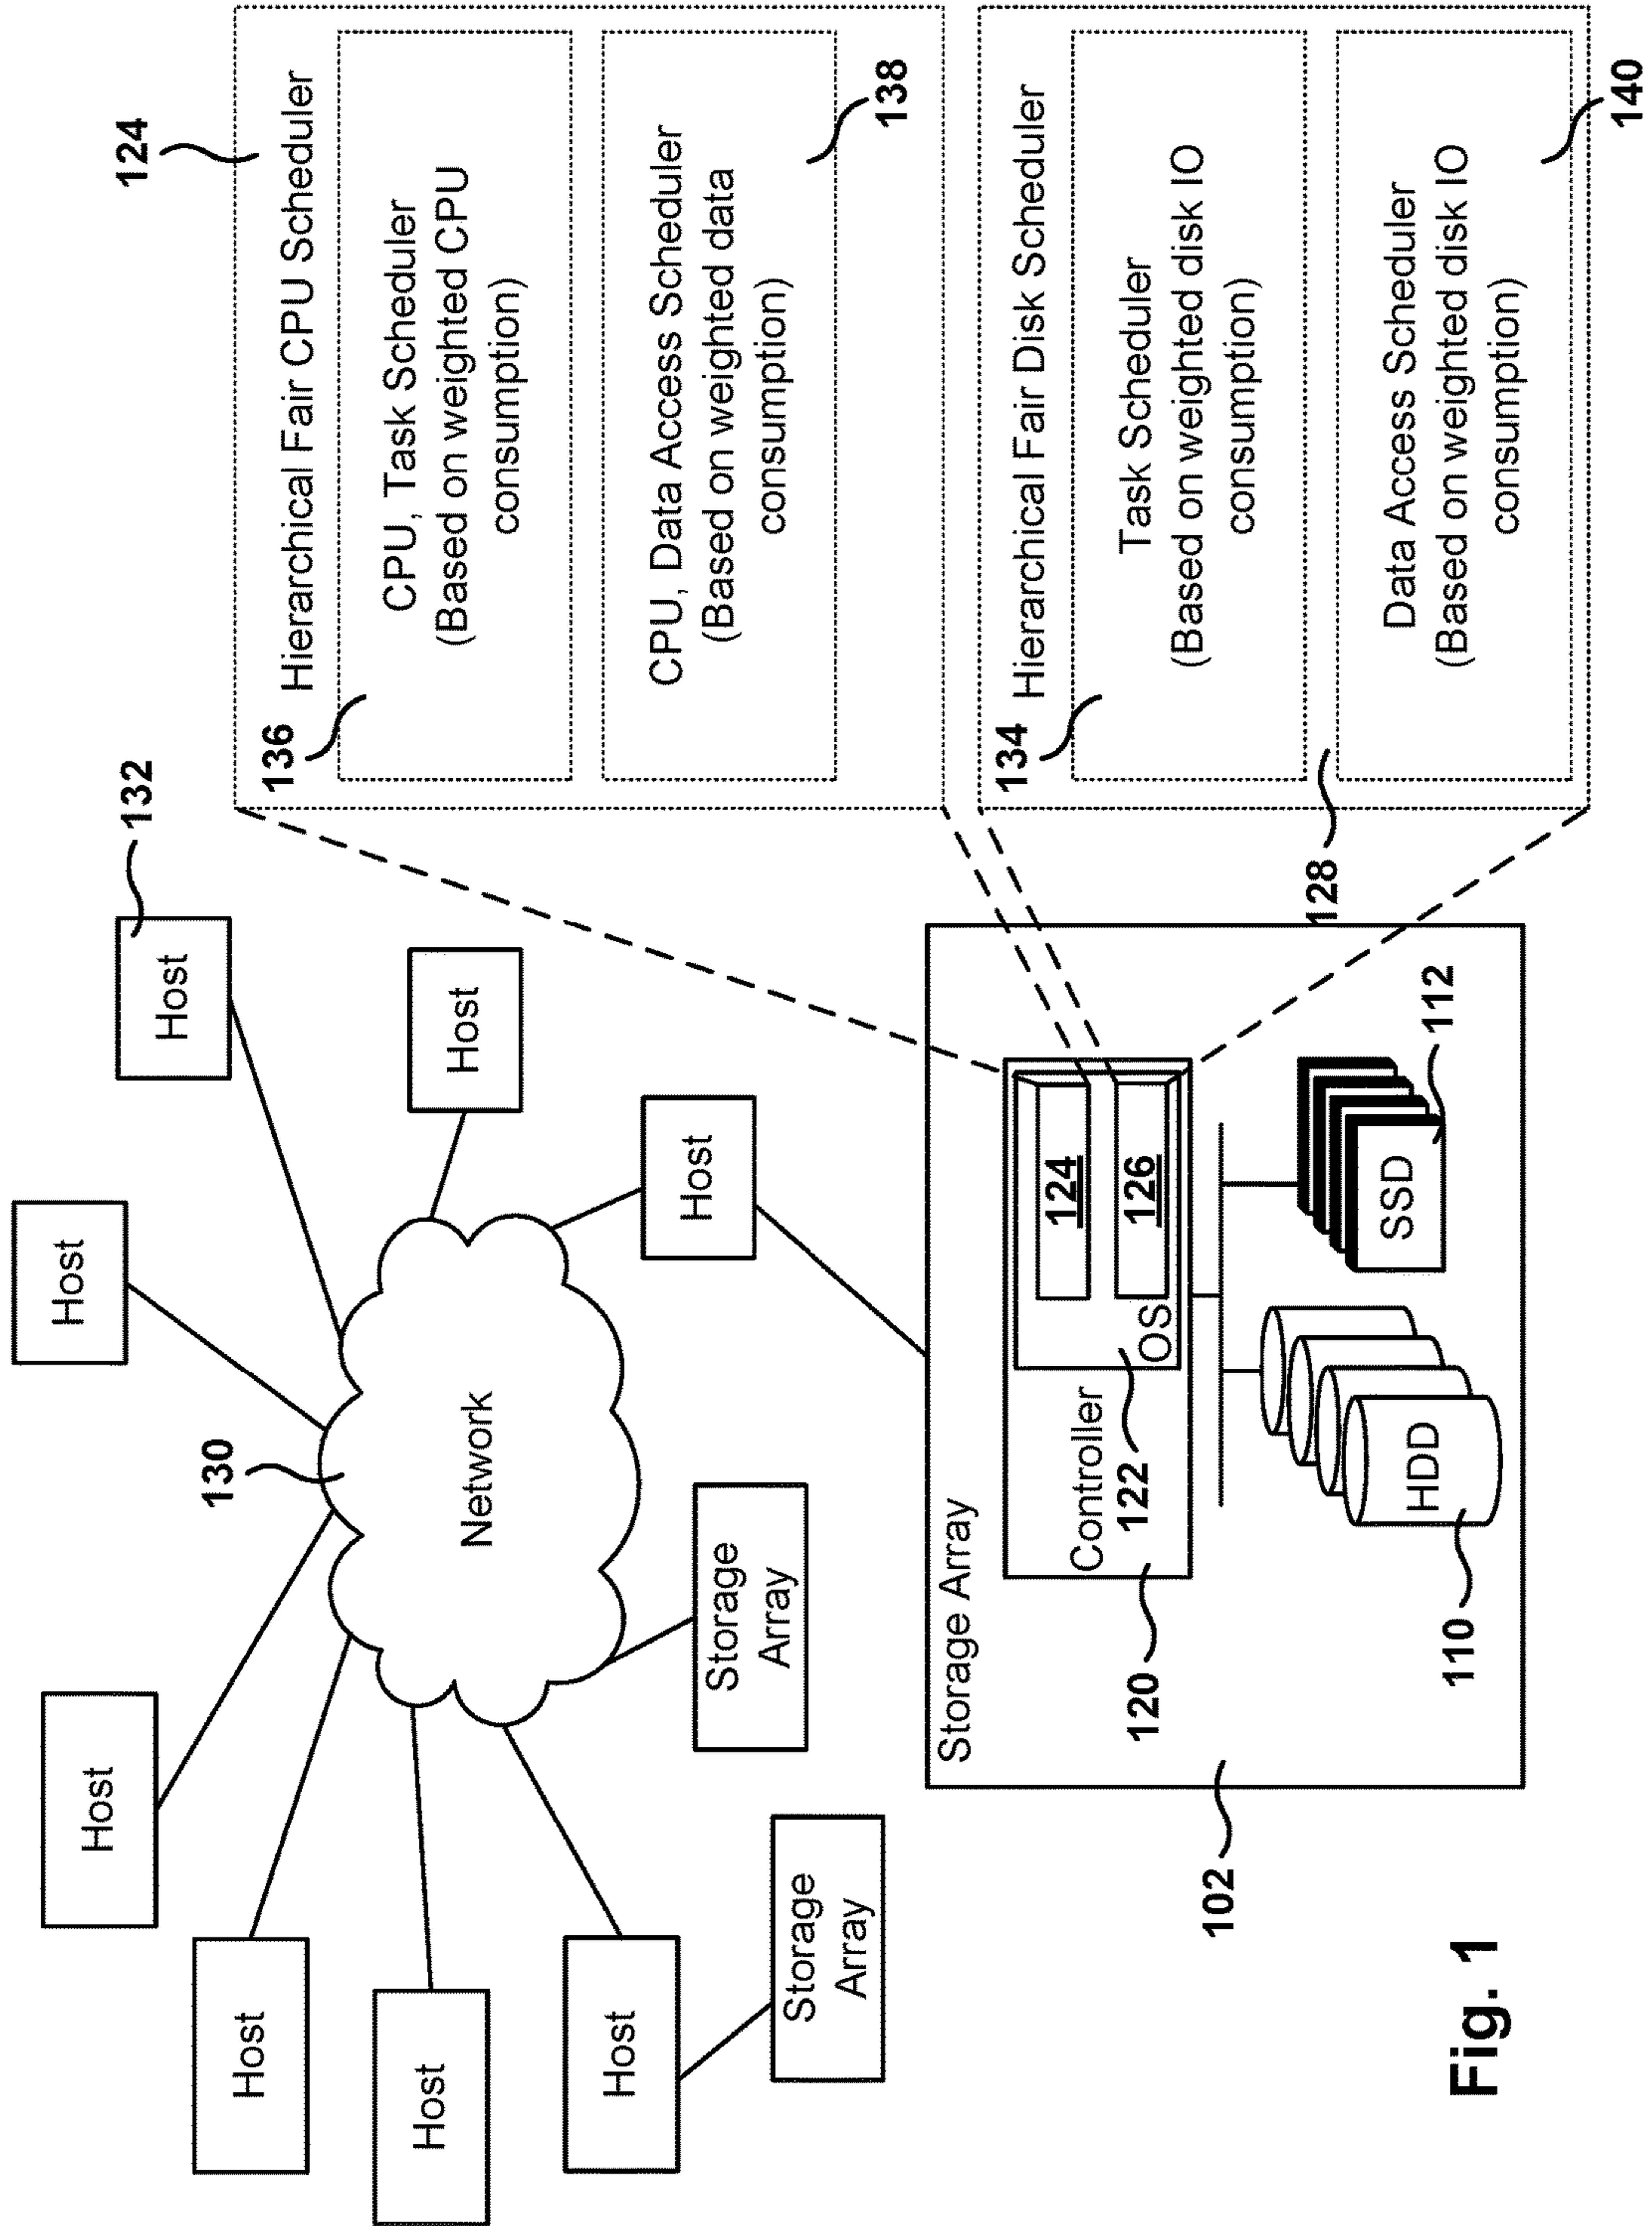 Host
Host
Host
Host
Host
Host
Host
Host
132
130
Network
Storage
Array
Storage
Array
Storage Array
102
Controller
120
122
OS
124
126
HDD
110
SSD
112
124
Hierarchical Fair CPU Scheduler
136
CPU, Task Scheduler
(Based on weighted CPU
consumption)
CPU, Data Access Scheduler
(Based on weighted data
consumption)
138
Hierarchical Fair Disk Scheduler
134
Task Scheduler
(Based on weighted disk IO
consumption)
128
Data Access Scheduler
(Based on weighted disk IO
consumption)
140
Fig. 1